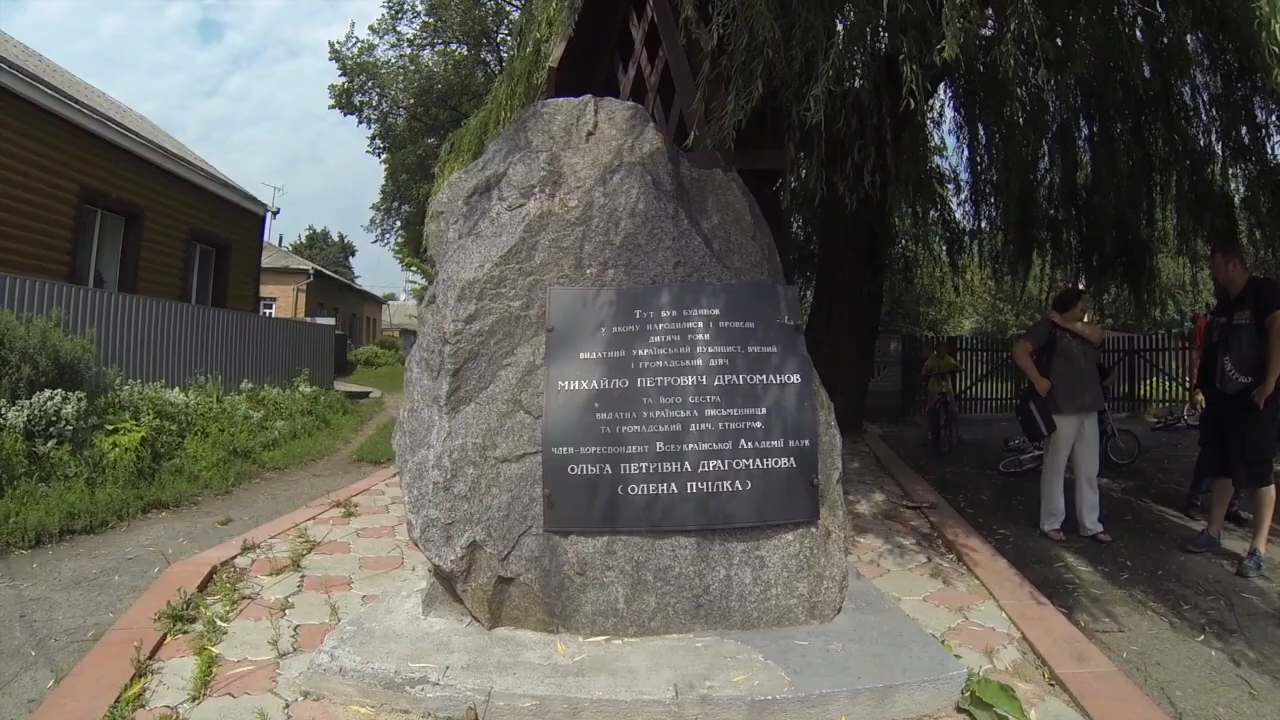 Тут був будинок
у якому народилися і провели
дитячі роки
видатний український публіцист, вчений
і громадський діяч
МИХАЙЛО ПЕТРОВИЧ ДРАГОМАНОВ
та його сестра
видатна українська письменниця
та громадський діяч, етнограф,
член-кореспондент Всеукраїнської Академії наук
ОЛЬГА ПЕТРІВНА ДРАГОМАНОВА
(ОЛЕНА ПЧІЛКА)